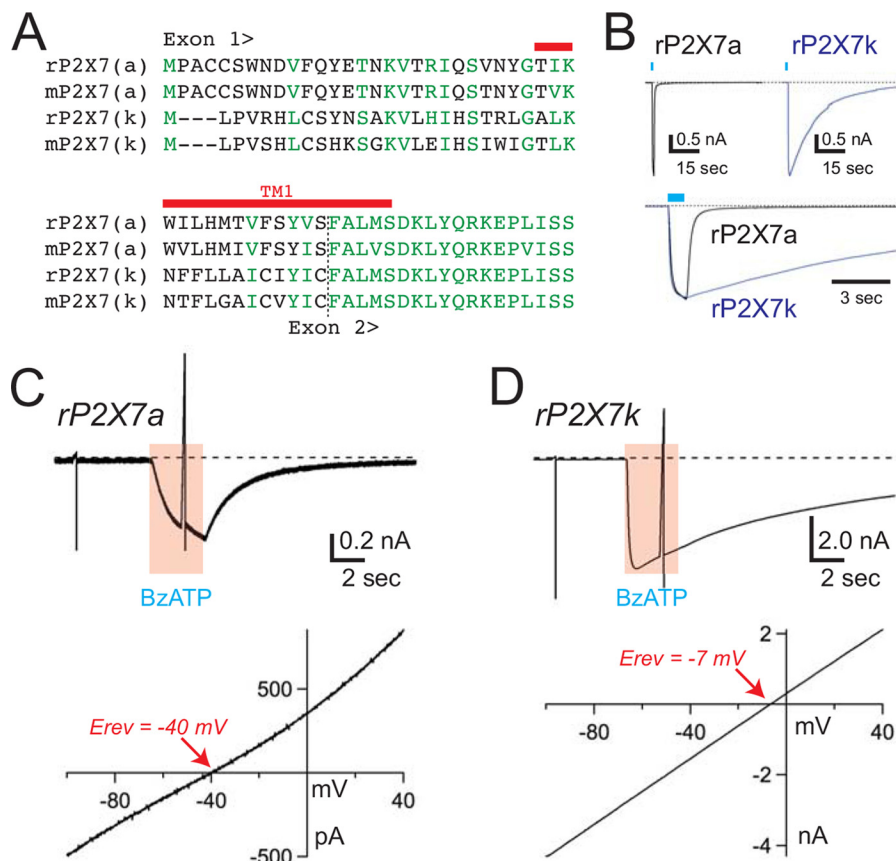 A
Exon 1>
rP2X7(a) MPACCSWNDVFQYETNKVTRIQSVNYGTIK
mP2X7(a) MPACCSWNDVFQYETNKVTRIQSVNYGTVK
rP2X7(k) M---LPVRHLCSYNSAKVLHIHSTRLGALK
mP2X7(k) M---LPVSHLCSHKSGKVLEIHSIWIGTLK
TM1
rP2X7(a) WILHMTVFSYVSFALMSDKLYQRKEPLISS
mP2X7(a) WVLHMIVFSYISFALVSDKLYQRKEPVISS
rP2X7(k) NFFLLAICIYICFALMSDKLYQRKEPLISS
mP2X7(k) NTFLGAICVYICFALMSDKLYQRKEPLISS
Exon 2>
B
rP2X7a rP2X7k
0.5 nA 0.5 nA
15 sec 15 sec
rP2X7a
rP2X7k 3 sec
C
rP2X7a
0.2 nA
2 sec
BzATP
500
Erev = -40 mV
-80 -40 mV 40
pA
-500
D
rP2X7k
2.0 nA
2 sec
BzATP
2
Erev = -7 mV
-80 -40 mV 40
-2
-4 nA